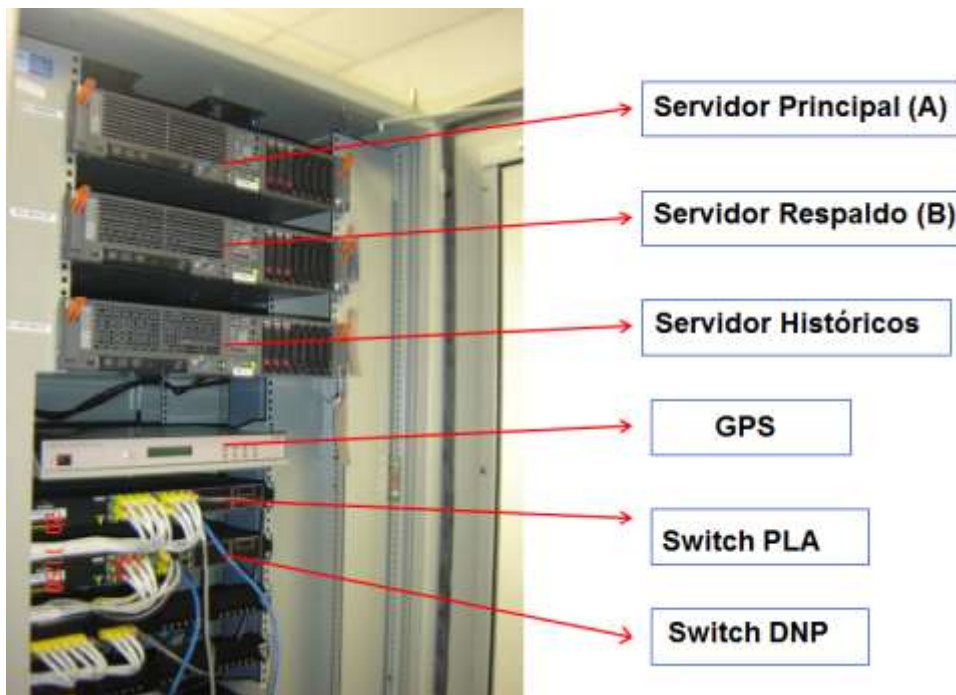 Servidor Principal (A)
Servidor Respaldo (B)
Servidor Históricos
GPS
Switch PLA
Switch DNP